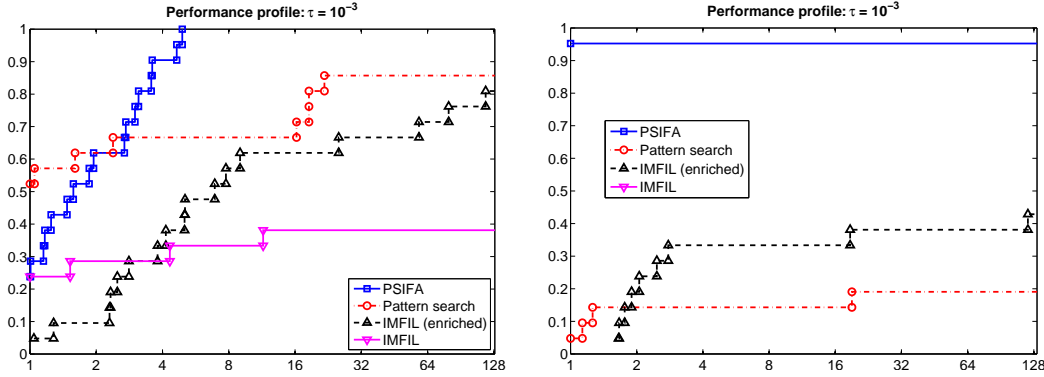 Performance profile: τ = 10⁻³
1
0.9
0.8
0.7
0.6
0.5
0.4
0.3
0.2
0.1
0
1 2 4 8 16 32 64 128
PSIFA
Pattern search
IMFIL (enriched)
IMFIL
Performance profile: τ = 10⁻³
1
0.9
0.8
0.7
0.6
0.5
0.4
0.3
0.2
0.1
0
1 2 4 8 16 32 64 128
PSIFA
Pattern search
IMFIL (enriched)
IMFIL